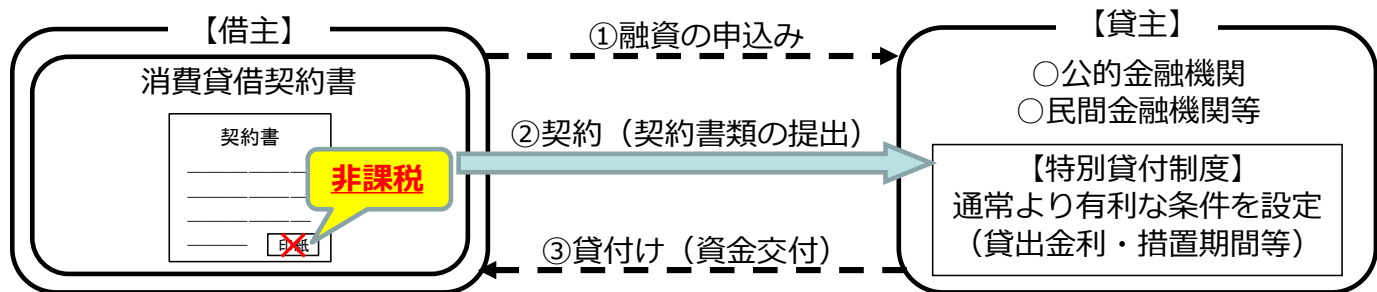 【借主】
消費貸借契約書
契約書
非課税
印紙
①融資の申込み
②契約（契約書類の提出）
③貸付け（資金交付）
【貸主】
○公的金融機関
○民間金融機関等
【特別貸付制度】
通常より有利な条件を設定
（貸出金利・措置期間等）